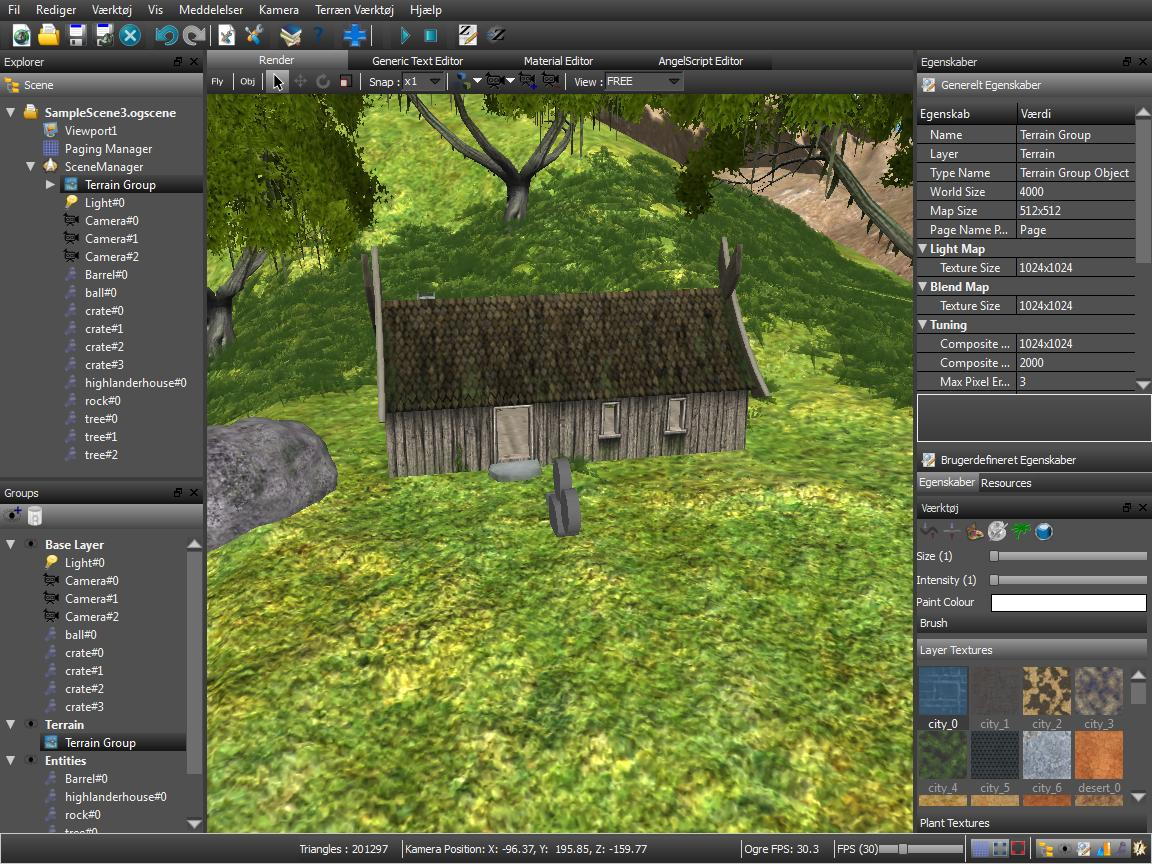 Fil Rediger Værktøj Vis Meddelelser Kamera Terræn Værktøj Hjælp
Explorer
Scene
SampleScene3.ogscene
Viewport1
Paging Manager
SceneManager
Terrain Group
Light#0
Camera#0
Camera#1
Camera#2
Barrel#0
ball#0
crate#0
crate#1
crate#2
crate#3
highlanderhouse#0
rock#0
tree#0
tree#1
tree#2
Groups
Base Layer
Light#0
Camera#0
Camera#1
Camera#2
ball#0
crate#0
crate#1
crate#2
crate#3
Terrain
Terrain Group
Entities
Barrel#0
highlanderhouse#0
rock#0
tree#0
Render Generic Text Editor Material Editor AngelScript Editor
Fly Obj Snap : x1 View : FREE
Egenskaber
Generelt Egenskaber
Egenskab Værdi
Name Terrain Group
Layer Terrain
Type Name Terrain Group Object
World Size 4000
Map Size 512x512
Page Name P... Page
Light Map
Texture Size 1024x1024
Blend Map
Texture Size 1024x1024
Tuning
Composite ... 1024x1024
Composite ... 2000
Max Pixel Er... 3
Brugerdefineret Egenskaber
Egenskaber Resources
Værktøj
Size (1)
Intensity (1)
Paint Colour
Brush
Layer Textures
city_0 city_1 city_2 city_3
city_4 city_5 city_6 desert_0
Plant Textures
Triangles : 201297 Kamera Position: X: -96.37, Y: 195.85, Z: -159.77 Ogre FPS: 30.3 FPS (30)